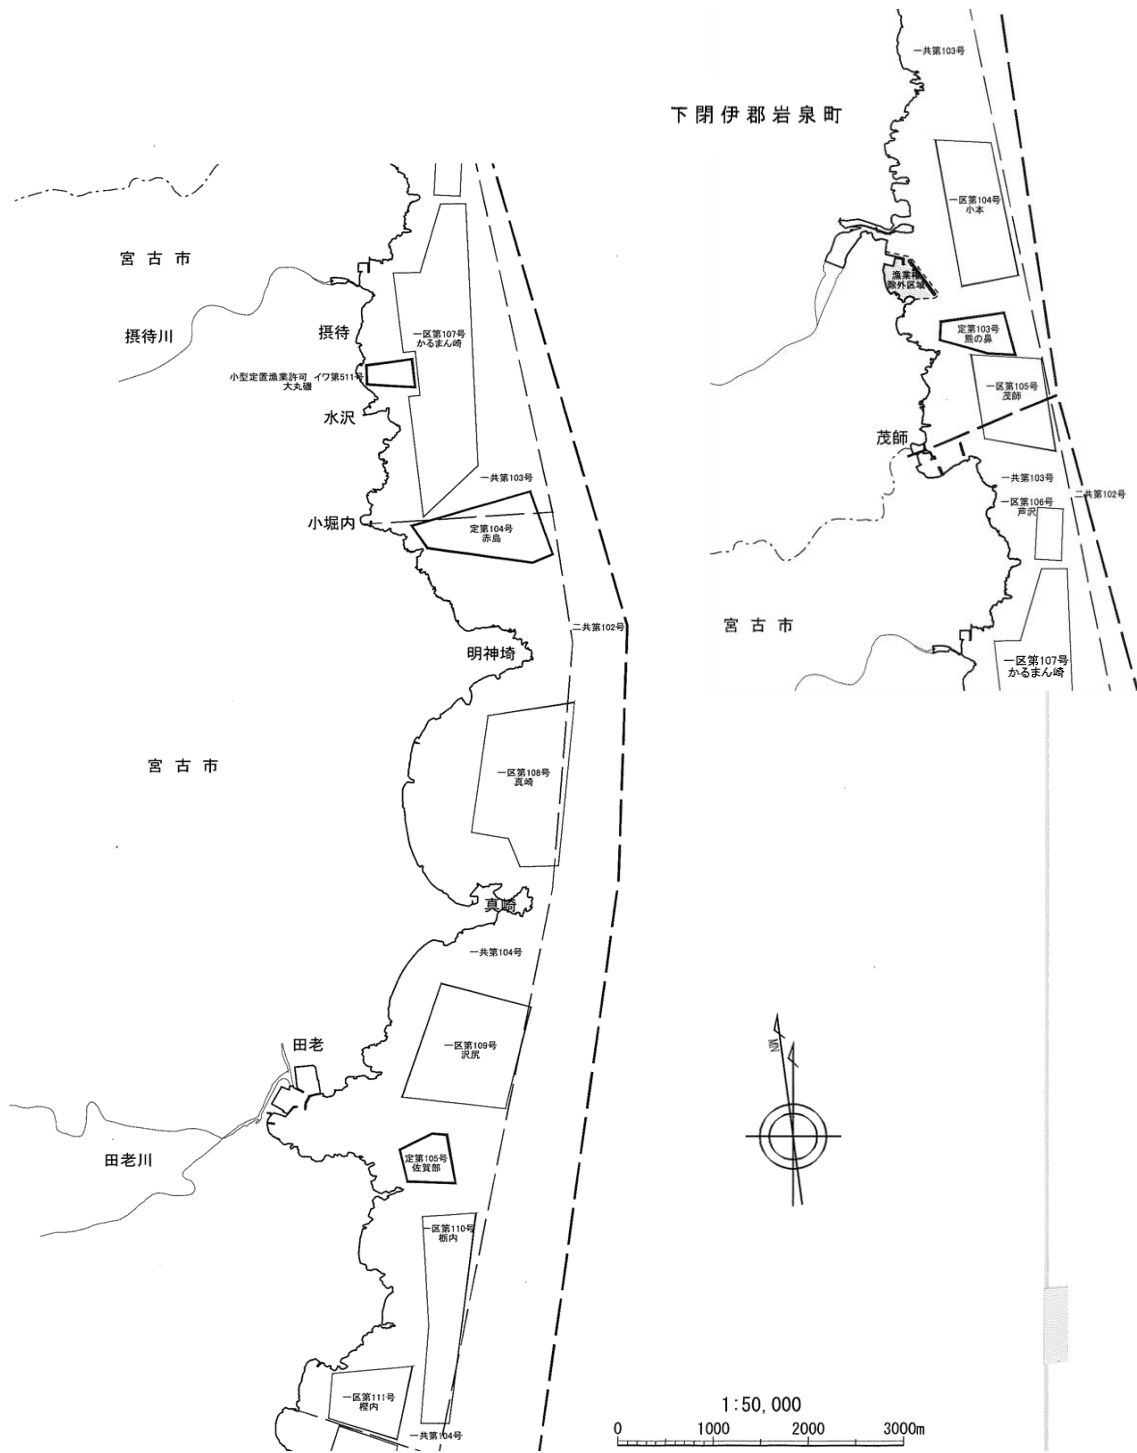 一共第103号
下閉伊郡岩泉町
一区第104号
小本
漁業権
除外区域
定第103号
熊の鼻
一区第105号
茂師
茂師
一共第103号
二共第102号
一区第106号
芦沢
宮古市
一区第107号
かるまん崎
宮古市
摂待川
摂待
一区第107号
かるまん崎
小型定置漁業許可 イワ第511号
大丸磯
水沢
一共第103号
小堀内
定第104号
赤島
二共第102号
明神埼
宮古市
一区第108号
真崎
真崎
一共第104号
田老
一区第109号
沢尻
田老川
定第105号
佐賀部
一区第110号
栃内
一区第111号
樫内
一共第104号
MN
1:50,000
0 1000 2000 3000m